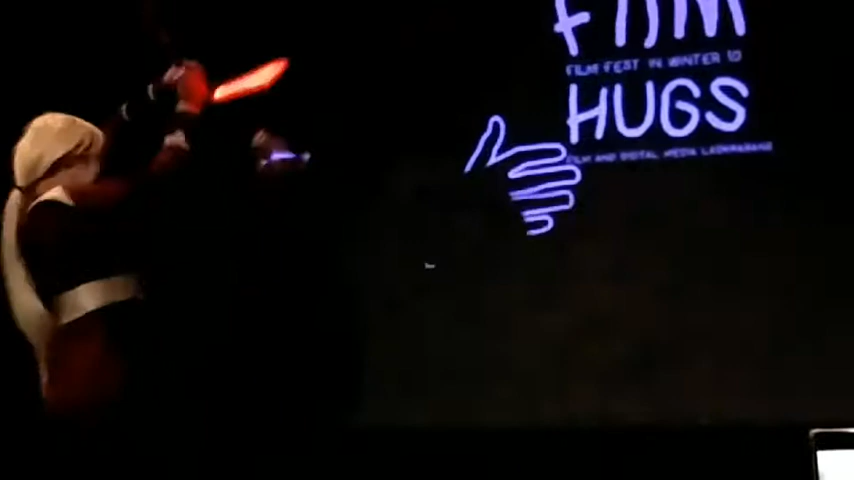 FILM
FILM FEST IN WINTER 10
HUGS
FILM AND DIGITAL MEDIA